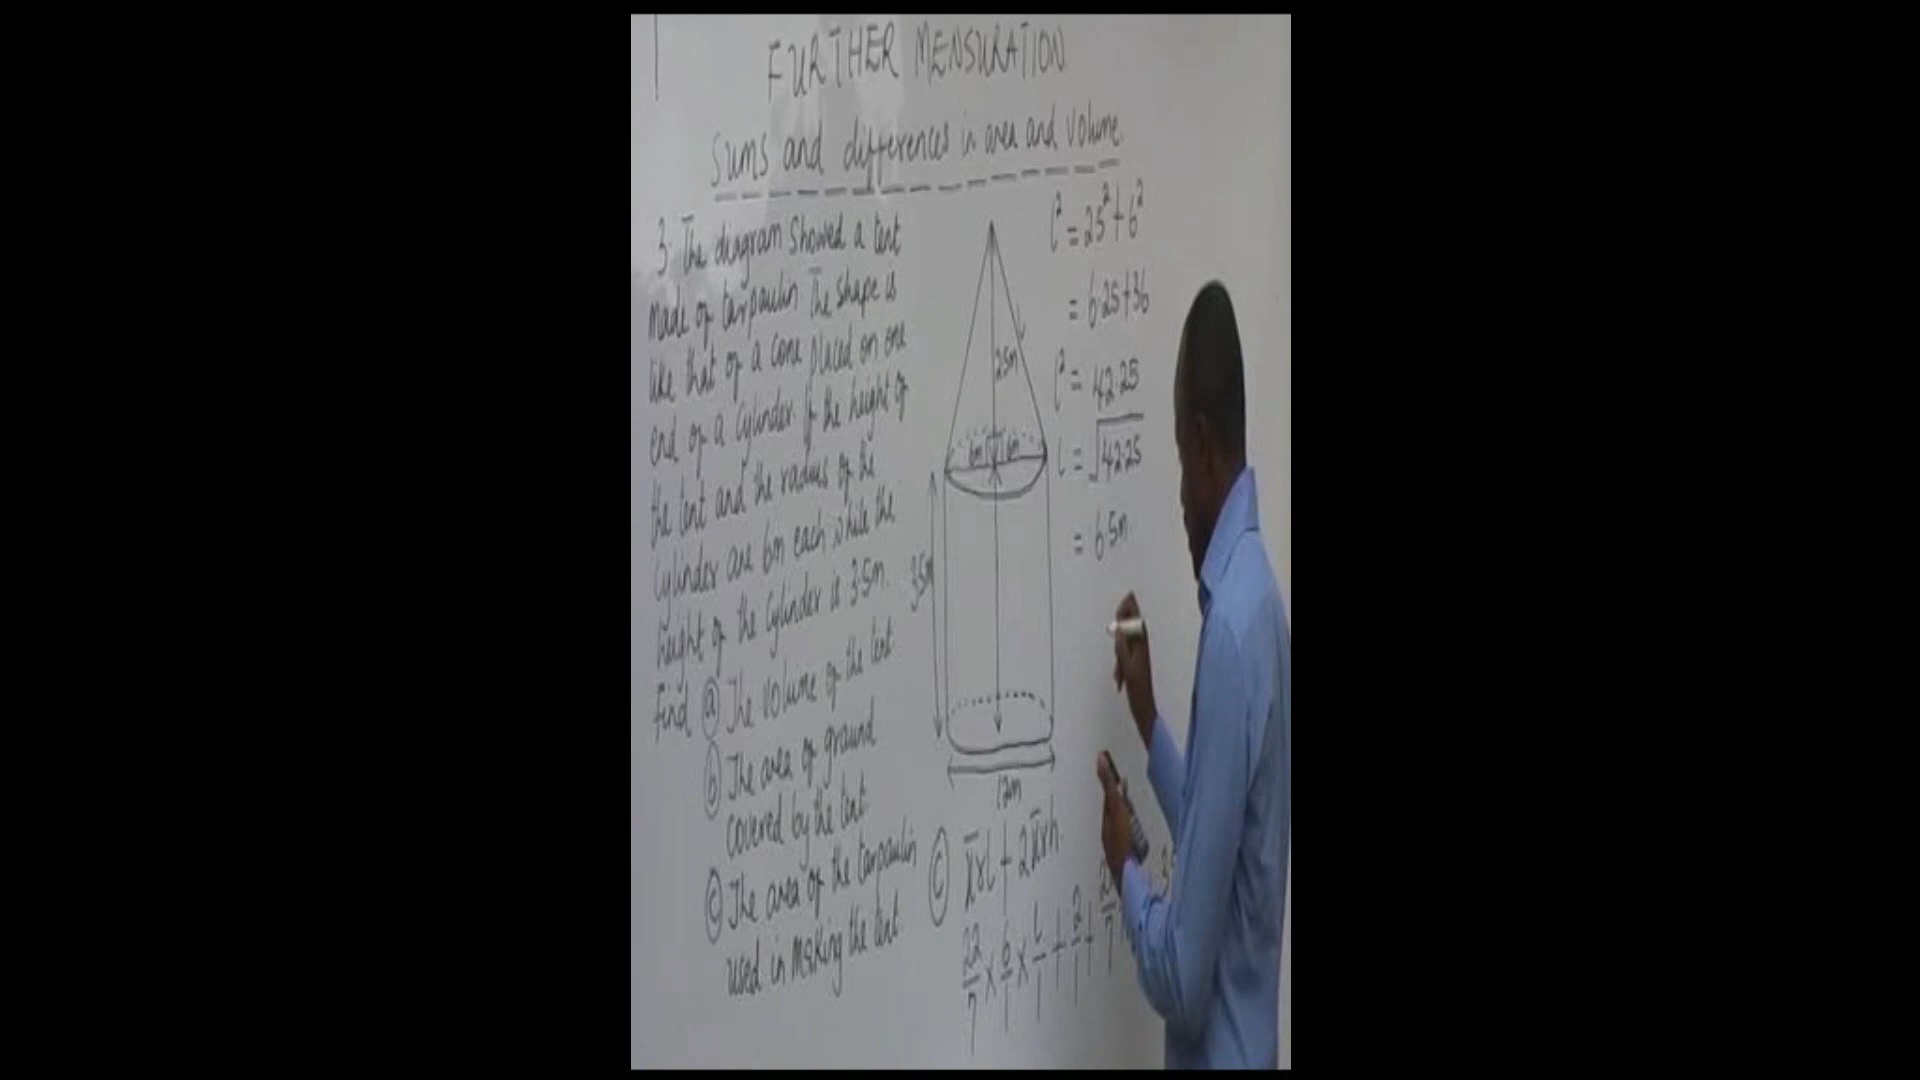 FURTHER MENSURATION
Sums and differences in area and volume.
3. The diagram showed a tent
made of tarpaulin The shape is
like that of a cone placed on one
end of a cylinder. If the height of
the tent and the radius of the
cylinder are 6m each while the
height of the cylinder is 3.5m.
Find (a) The volume of the tent
(b) The area of ground
covered by the tent
(c) The area of the tarpaulin
used in making the tent
l
2.5m
6m 6m
3.5m
12m
l² = 25² + 6²
= 6.25 + 36
l² = 42.25
l = √42.25
= 6.5m
(c) πrl + 2πrh
22/7 × 6/1 × l/1 + 2/1 +